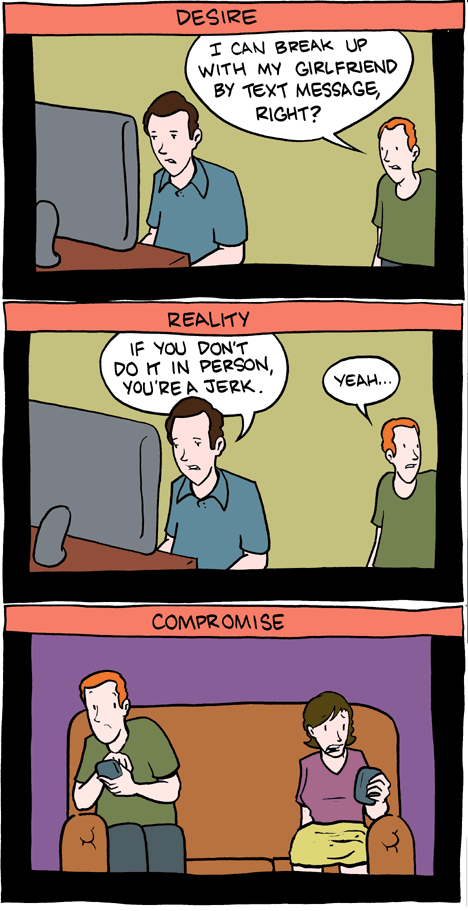 DESIRE
I CAN BREAK UP
WITH MY GIRLFRIEND
BY TEXT MESSAGE,
RIGHT?
REALITY
IF YOU DON'T
DO IT IN PERSON,
YOU'RE A JERK.
YEAH...
COMPROMISE